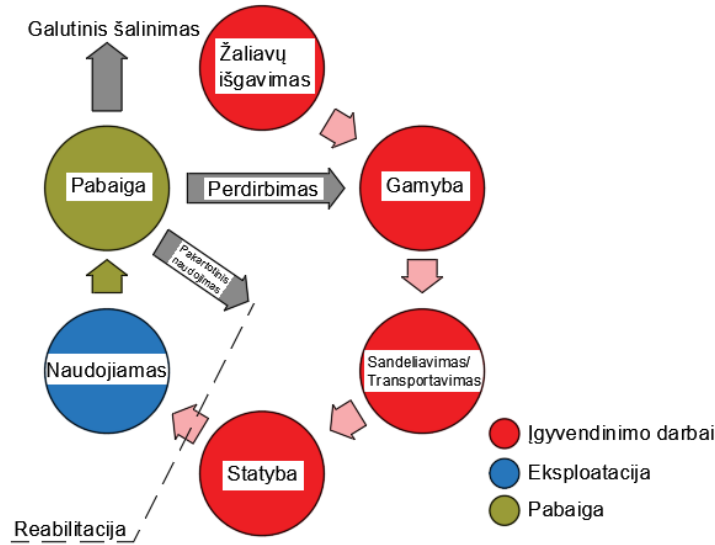 Galutinis šalinimas
Žaliavų
išgavimas
Pabaiga
Perdirbimas
Gamyba
Pakartotinis
naudojimas
Naudojiamas
Sandeliavimas/
Transportavimas
Statyba
Reabilitacija
Įgyvendinimo darbai
Eksploatacija
Pabaiga